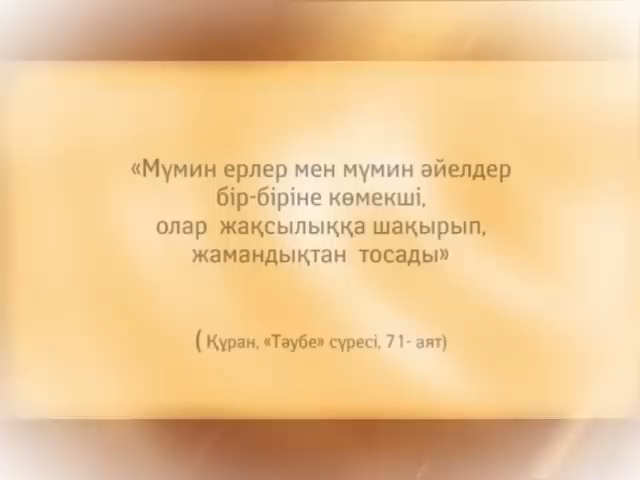 «Мүмин ерлер мен мүмин әйелдер
бір-біріне көмекші,
олар жақсылыққа шақырып,
жамандықтан тосады»
( Құран, «Тәубе» сүресі, 71- аят)